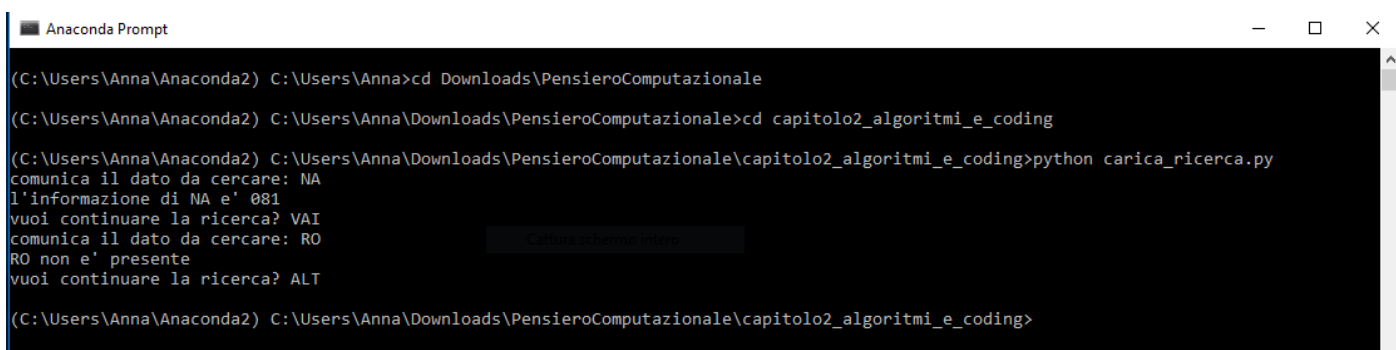 Anaconda Prompt
(C:\Users\Anna\Anaconda2) C:\Users\Anna>cd Downloads\PensieroComputazionale
(C:\Users\Anna\Anaconda2) C:\Users\Anna\Downloads\PensieroComputazionale>cd capitolo2_algoritmi_e_coding
(C:\Users\Anna\Anaconda2) C:\Users\Anna\Downloads\PensieroComputazionale\capitolo2_algoritmi_e_coding>python carica_ricerca.py
comunica il dato da cercare: NA
l'informazione di NA e' 081
vuoi continuare la ricerca? VAI
comunica il dato da cercare: RO
Cattura schermo intero
RO non e' presente
vuoi continuare la ricerca? ALT
(C:\Users\Anna\Anaconda2) C:\Users\Anna\Downloads\PensieroComputazionale\capitolo2_algoritmi_e_coding>